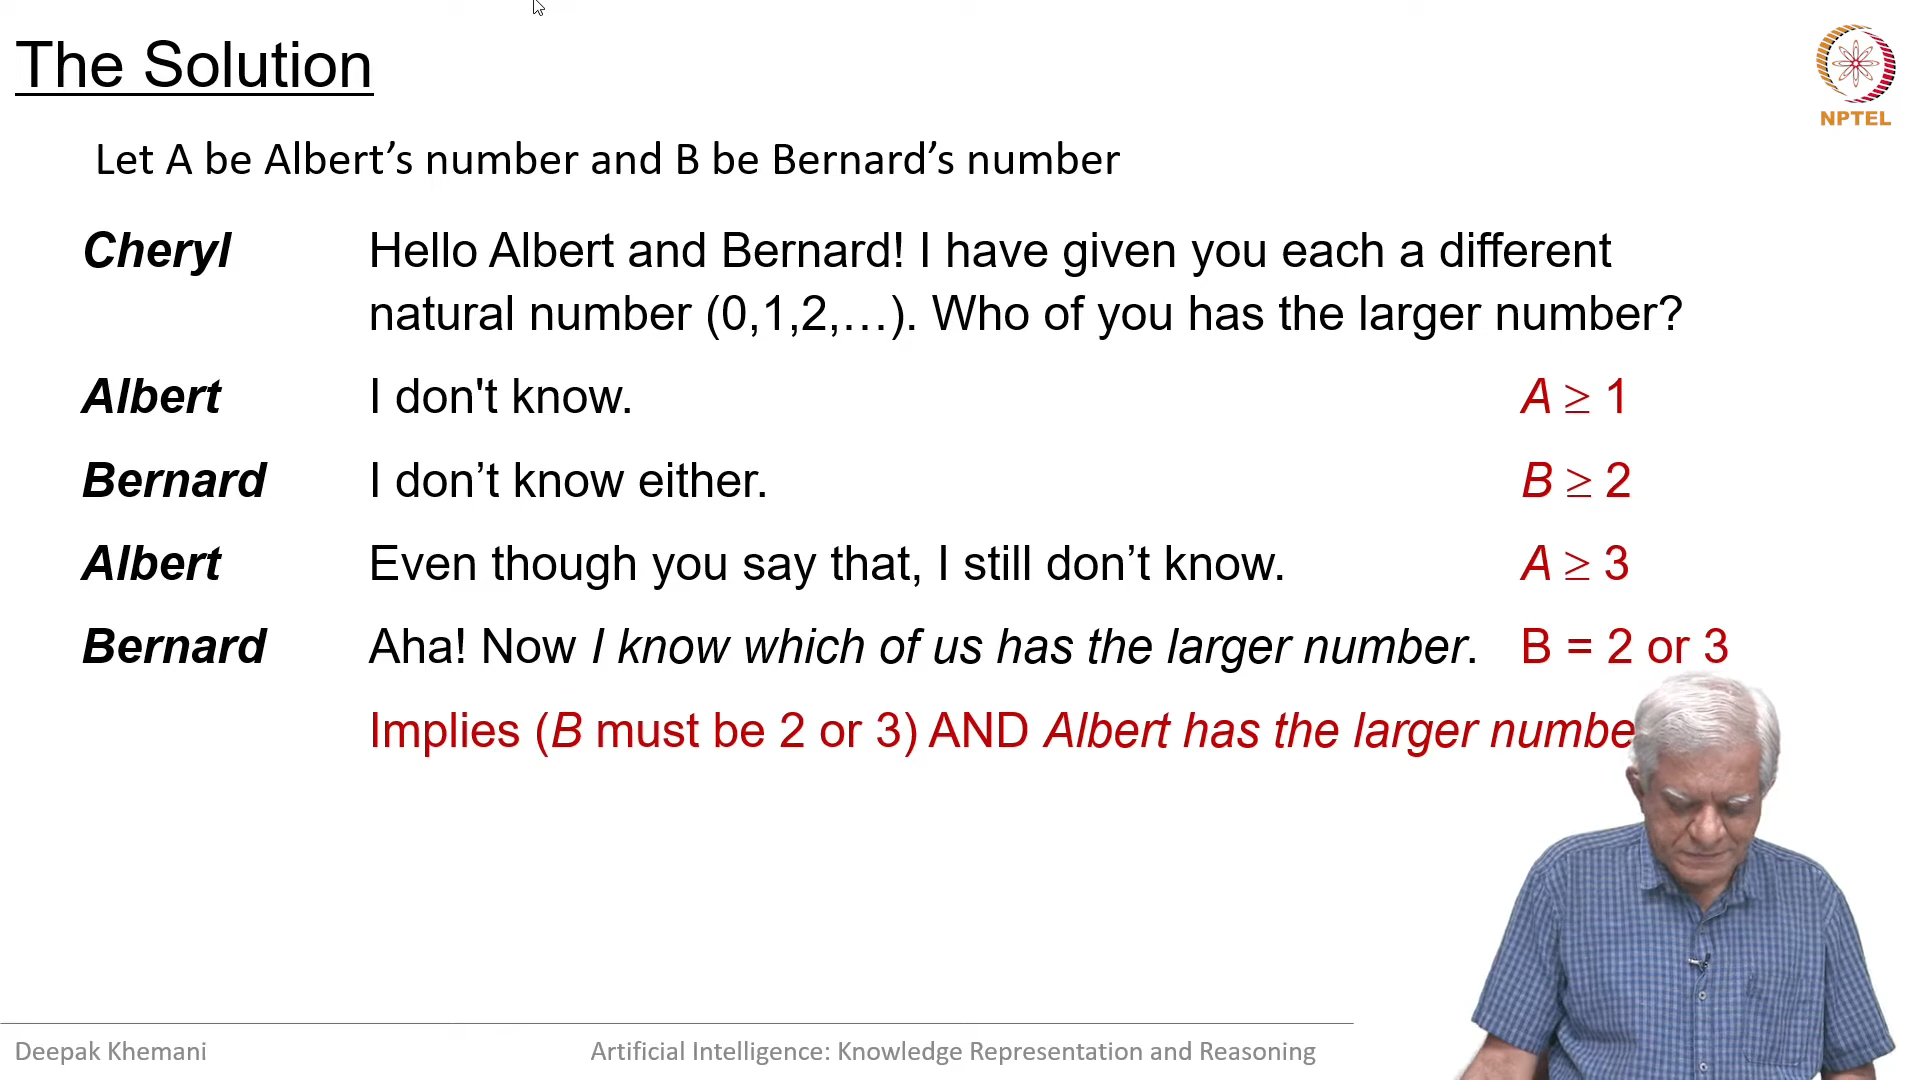 The Solution
NPTEL
Let A be Albert’s number and B be Bernard’s number
Cheryl Hello Albert and Bernard! I have given you each a different
natural number (0,1,2,…). Who of you has the larger number?
Albert I don't know. A ≥ 1
Bernard I don’t know either. B ≥ 2
Albert Even though you say that, I still don’t know. A ≥ 3
Bernard Aha! Now I know which of us has the larger number. B = 2 or 3
Implies (B must be 2 or 3) AND Albert has the larger numbe
Deepak Khemani Artificial Intelligence: Knowledge Representation and Reasoning